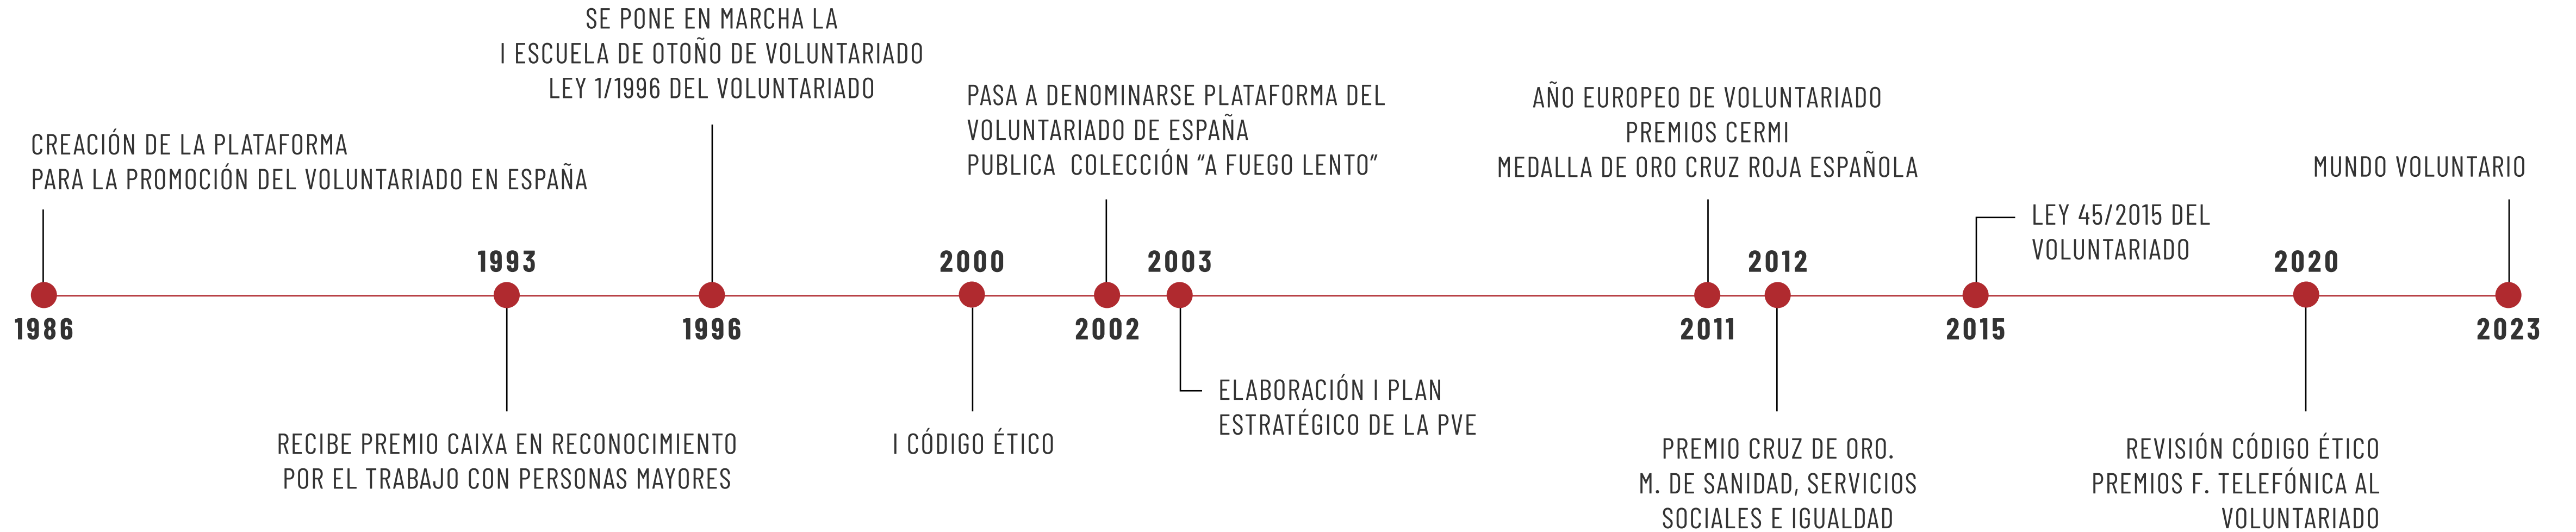 CREACIÓN DE LA PLATAFORMA
PARA LA PROMOCIÓN DEL VOLUNTARIADO EN ESPAÑA
1986
1993
RECIBE PREMIO CAIXA EN RECONOCIMIENTO
POR EL TRABAJO CON PERSONAS MAYORES
SE PONE EN MARCHA LA
I ESCUELA DE OTOÑO DE VOLUNTARIADO
LEY 1/1996 DEL VOLUNTARIADO
1996
2000
I CÓDIGO ÉTICO
PASA A DENOMINARSE PLATAFORMA DEL
VOLUNTARIADO DE ESPAÑA
PUBLICA COLECCIÓN “A FUEGO LENTO”
2002
2003
ELABORACIÓN I PLAN
ESTRATÉGICO DE LA PVE
AÑO EUROPEO DE VOLUNTARIADO
PREMIOS CERMI
MEDALLA DE ORO CRUZ ROJA ESPAÑOLA
2011
2012
PREMIO CRUZ DE ORO.
M. DE SANIDAD, SERVICIOS
SOCIALES E IGUALDAD
LEY 45/2015 DEL
VOLUNTARIADO
2015
2020
REVISIÓN CÓDIGO ÉTICO
PREMIOS F. TELEFÓNICA AL
VOLUNTARIADO
MUNDO VOLUNTARIO
2023